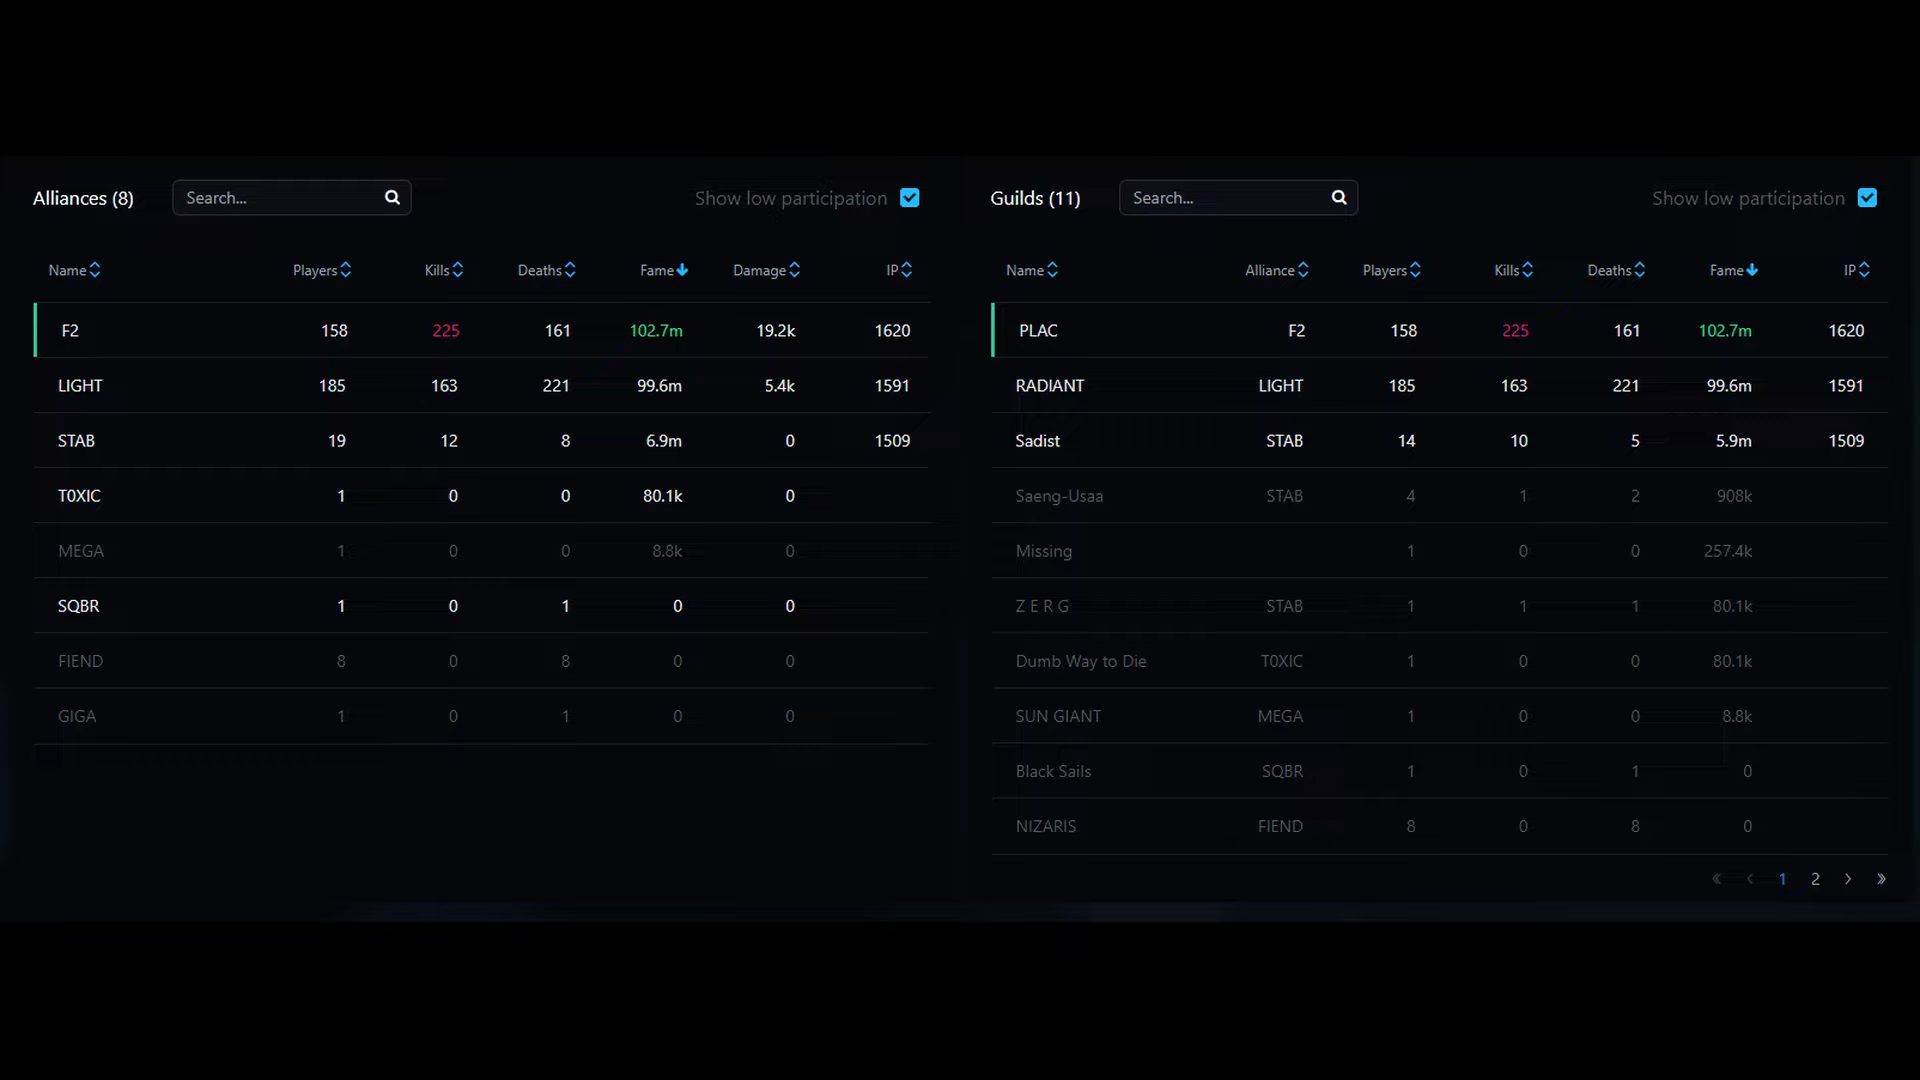 Alliances (8) Search... Show low participation
Name Players Kills Deaths Fame Damage IP
F2 158 225 161 102.7m 19.2k 1620
LIGHT 185 163 221 99.6m 5.4k 1591
STAB 19 12 8 6.9m 0 1509
T0XIC 1 0 0 80.1k 0
MEGA 1 0 0 8.8k 0
SQBR 1 0 1 0 0
FIEND 8 0 8 0 0
GIGA 1 0 1 0 0
Guilds (11) Search... Show low participation
Name Alliance Players Kills Deaths Fame IP
PLAC F2 158 225 161 102.7m 1620
RADIANT LIGHT 185 163 221 99.6m 1591
Sadist STAB 14 10 5 5.9m 1509
Saeng-Usaa STAB 4 1 2 908k
Missing 1 0 0 257.4k
Z E R G STAB 1 1 1 80.1k
Dumb Way to Die T0XIC 1 0 0 80.1k
SUN GIANT MEGA 1 0 0 8.8k
Black Sails SQBR 1 0 1 0
NIZARIS FIEND 8 0 8 0
« ‹ 1 2 › »